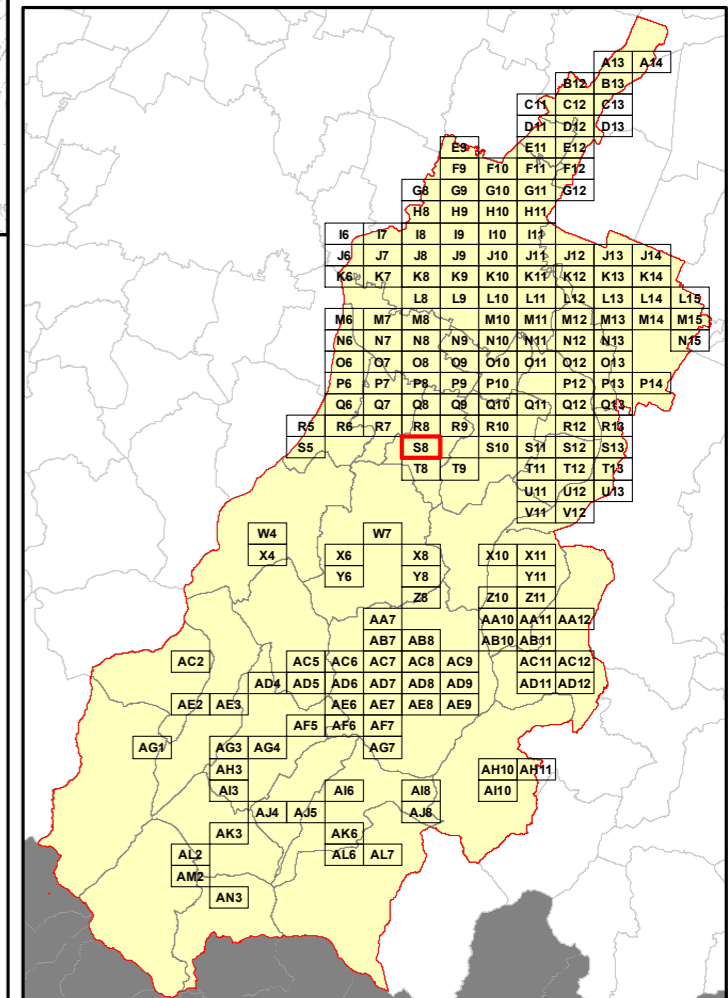 A13 A14
B12 B13
C11 C12 C13
D11 D12 D13
E9 E11 E12
F9 F10 F11 F12
G8 G9 G10 G11 G12
H8 H9 H10 H11
I6 I7 I8 I9 I10 I11
J6 J7 J8 J9 J10 J11 J12 J13 J14
K6 K7 K8 K9 K10 K11 K12 K13 K14
L8 L9 L10 L11 L12 L13 L14 L15
M6 M7 M8 M10 M11 M12 M13 M14 M15
N6 N7 N8 N9 N10 N11 N12 N13 N15
O6 O7 O8 O9 O10 O11 O12 O13
P6 P7 P8 P9 P10 P12 P13 P14
Q6 Q7 Q8 Q9 Q10 Q11 Q12 Q13
R5 R6 R7 R8 R9 R10 R12 R13
S5 S8 S10 S11 S12 S13
T8 T9 T11 T12 T13
U11 U12 U13
V11 V12
W4 W7
X4 X6 X8 X10 X11
Y6 Y8 Y11
Z8 Z10 Z11
AA7 AA10 AA11 AA12
AB7 AB8 AB10 AB11
AC2 AC5 AC6 AC7 AC8 AC9 AC11 AC12
AD4 AD5 AD6 AD7 AD8 AD9 AD11 AD12
AE2 AE3 AE6 AE7 AE8 AE9
AF5 AF6 AF7
AG1 AG3 AG4 AG7
AH3 AH10 AH11
AI3 AI6 AI8 AI10
AJ4 AJ5 AJ8
AK3 AK6
AL2 AL6 AL7
AM2
AN3